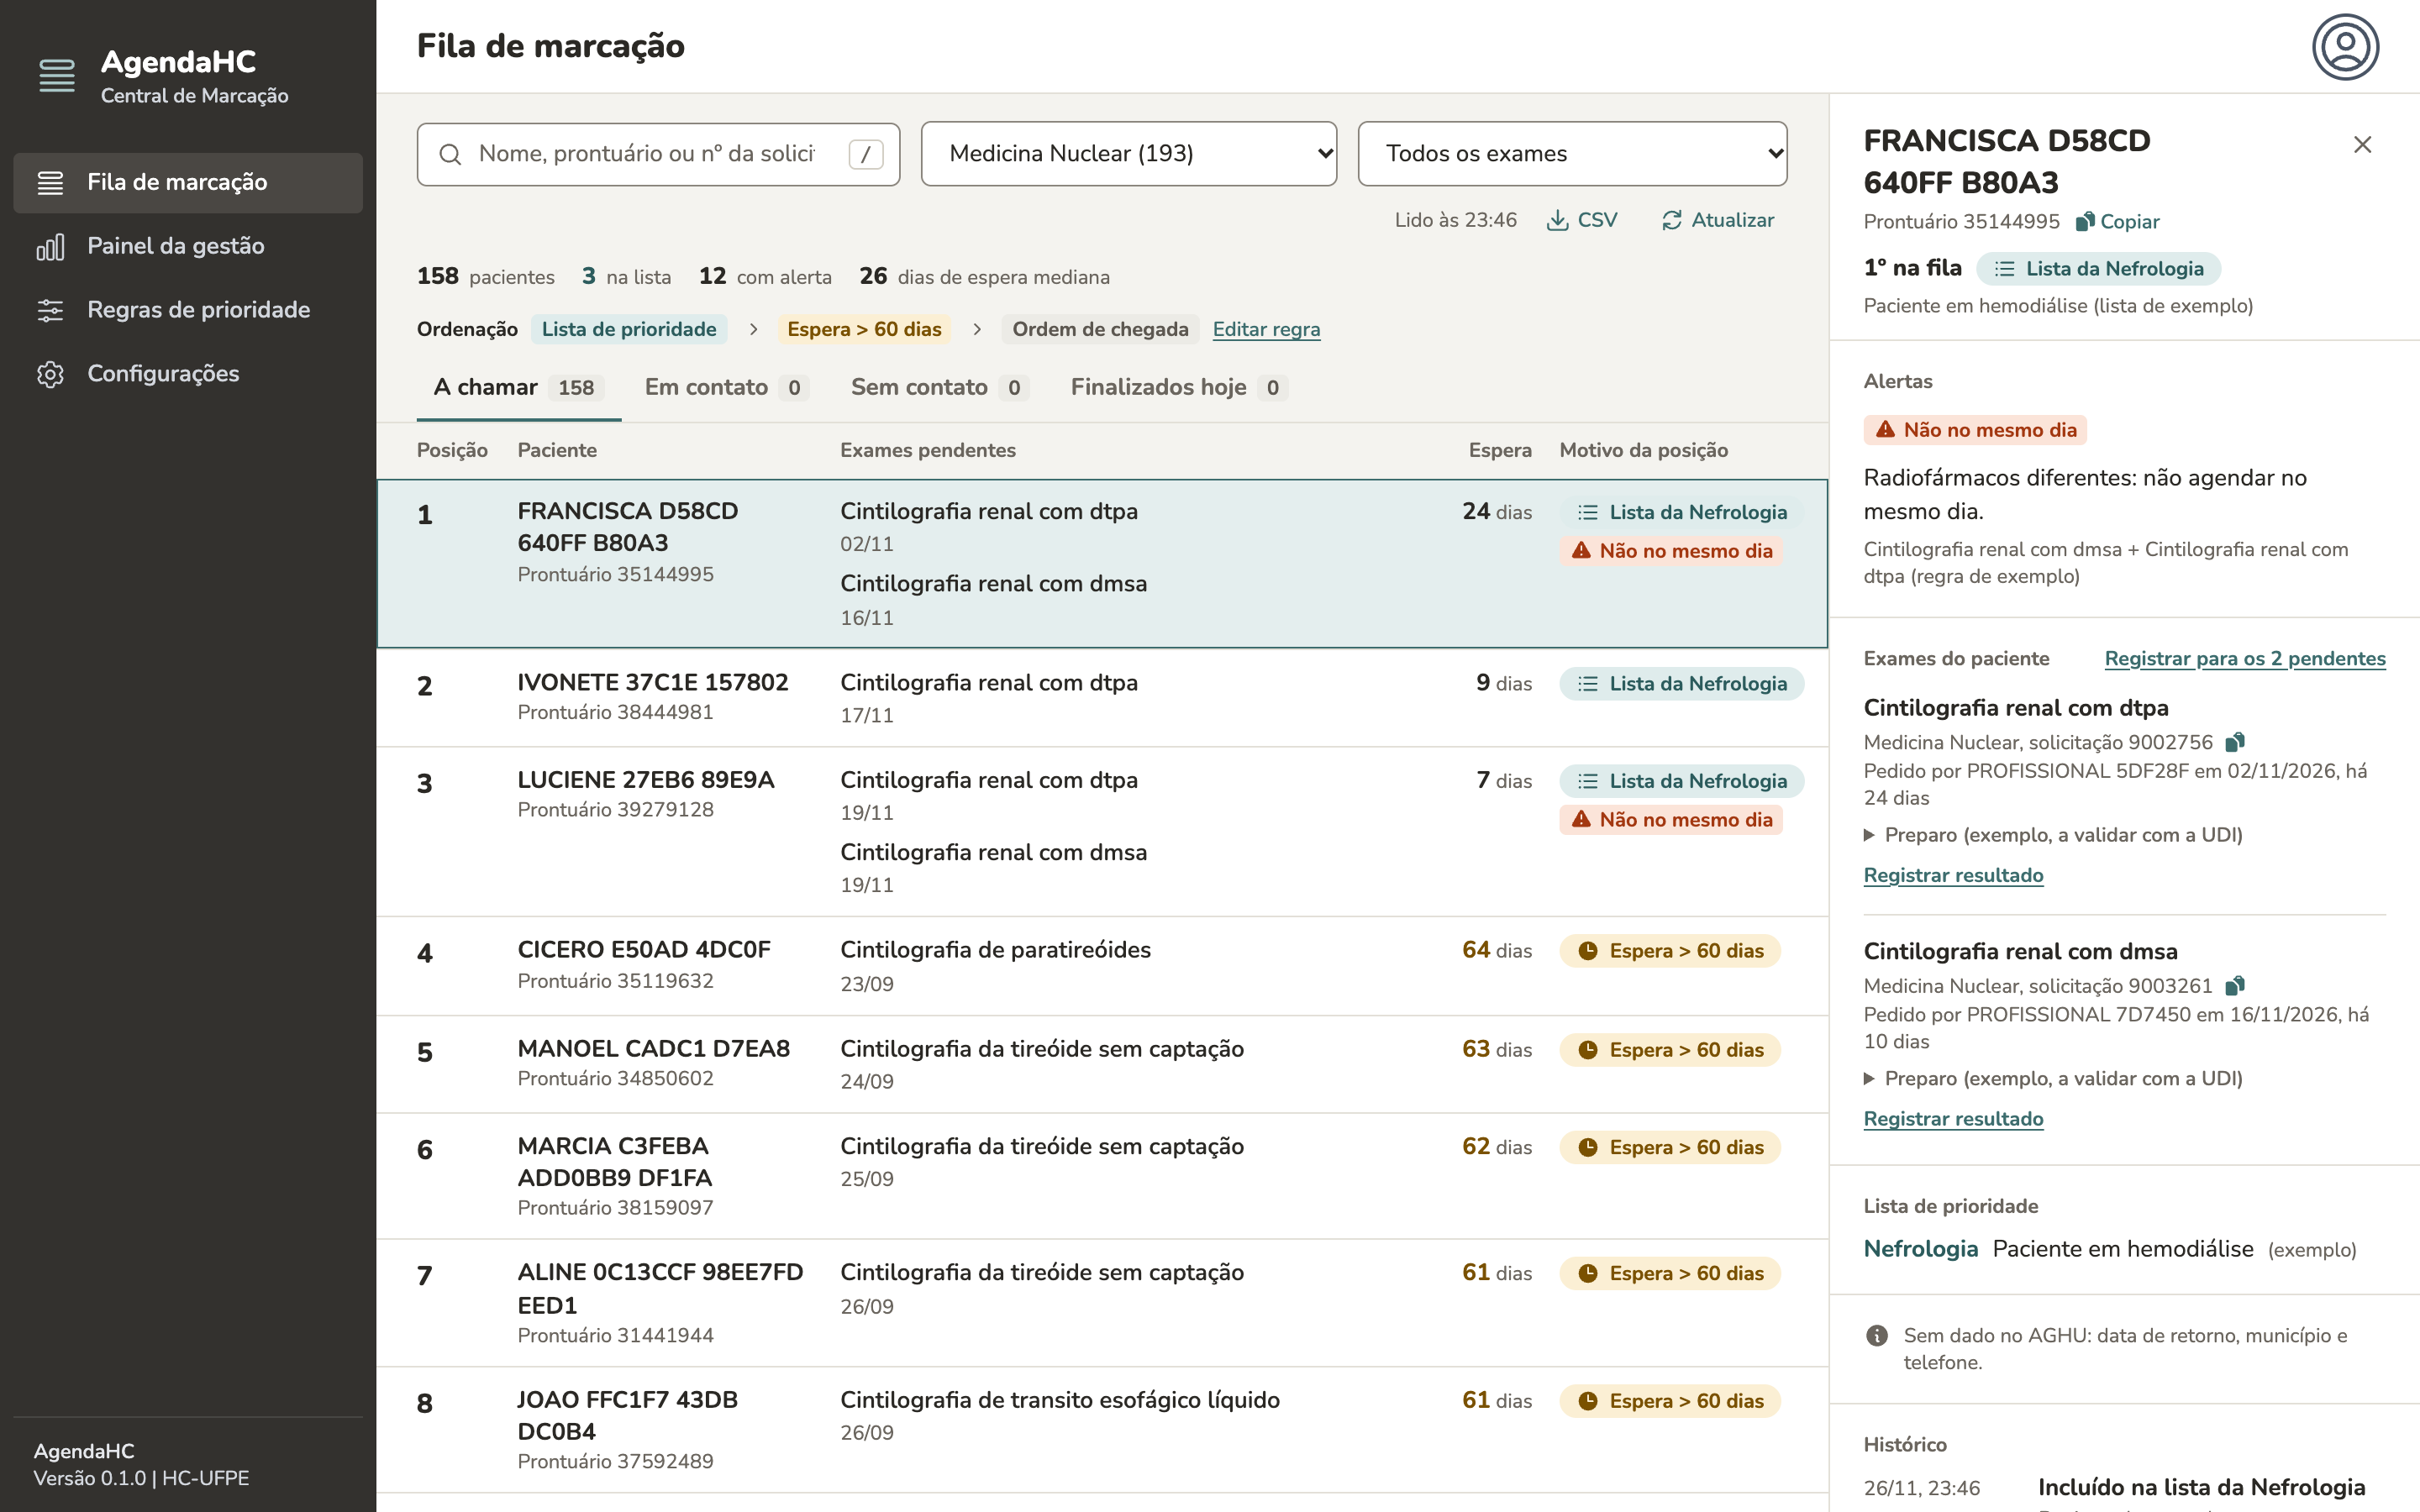 AgendaHC
Central de Marcação
Fila de marcação
Painel da gestão
Regras de prioridade
Configurações
AgendaHC
Versão 0.1.0 | HC-UFPE
Fila de marcação
Nome, prontuário ou nº da solici
/
Medicina Nuclear (193)
Todos os exames
Lido às 23:46
CSV
Atualizar
158 pacientes 3 na lista 12 com alerta 26 dias de espera mediana
Ordenação Lista de prioridade > Espera > 60 dias > Ordem de chegada Editar regra
A chamar 158 Em contato 0 Sem contato 0 Finalizados hoje 0
Posição Paciente Exames pendentes Espera Motivo da posição
1
FRANCISCA D58CD
640FF B80A3
Prontuário 35144995
Cintilografia renal com dtpa
02/11
Cintilografia renal com dmsa
16/11
24 dias
Lista da Nefrologia
Não no mesmo dia
2
IVONETE 37C1E 157802
Prontuário 38444981
Cintilografia renal com dtpa
17/11
9 dias
Lista da Nefrologia
3
LUCIENE 27EB6 89E9A
Prontuário 39279128
Cintilografia renal com dtpa
19/11
Cintilografia renal com dmsa
19/11
7 dias
Lista da Nefrologia
Não no mesmo dia
4
CICERO E50AD 4DC0F
Prontuário 35119632
Cintilografia de paratireóides
23/09
64 dias
Espera > 60 dias
5
MANOEL CADC1 D7EA8
Prontuário 34850602
Cintilografia da tireóide sem captação
24/09
63 dias
Espera > 60 dias
6
MARCIA C3FEBA
ADD0BB9 DF1FA
Prontuário 38159097
Cintilografia da tireóide sem captação
25/09
62 dias
Espera > 60 dias
7
ALINE 0C13CCF 98EE7FD
EED1
Prontuário 31441944
Cintilografia da tireóide sem captação
26/09
61 dias
Espera > 60 dias
8
JOAO FFC1F7 43DB
DC0B4
Prontuário 37592489
Cintilografia de transito esofágico líquido
26/09
61 dias
Espera > 60 dias
FRANCISCA D58CD
640FF B80A3
Prontuário 35144995 Copiar
1º na fila Lista da Nefrologia
Paciente em hemodiálise (lista de exemplo)
Alertas
Não no mesmo dia
Radiofármacos diferentes: não agendar no
mesmo dia.
Cintilografia renal com dmsa + Cintilografia renal com
dtpa (regra de exemplo)
Exames do paciente Registrar para os 2 pendentes
Cintilografia renal com dtpa
Medicina Nuclear, solicitação 9002756
Pedido por PROFISSIONAL 5DF28F em 02/11/2026, há
24 dias
Preparo (exemplo, a validar com a UDI)
Registrar resultado
Cintilografia renal com dmsa
Medicina Nuclear, solicitação 9003261
Pedido por PROFISSIONAL 7D7450 em 16/11/2026, há
10 dias
Preparo (exemplo, a validar com a UDI)
Registrar resultado
Lista de prioridade
Nefrologia Paciente em hemodiálise (exemplo)
Sem dado no AGHU: data de retorno, município e
telefone.
Histórico
26/11, 23:46 Incluído na lista da Nefrologia